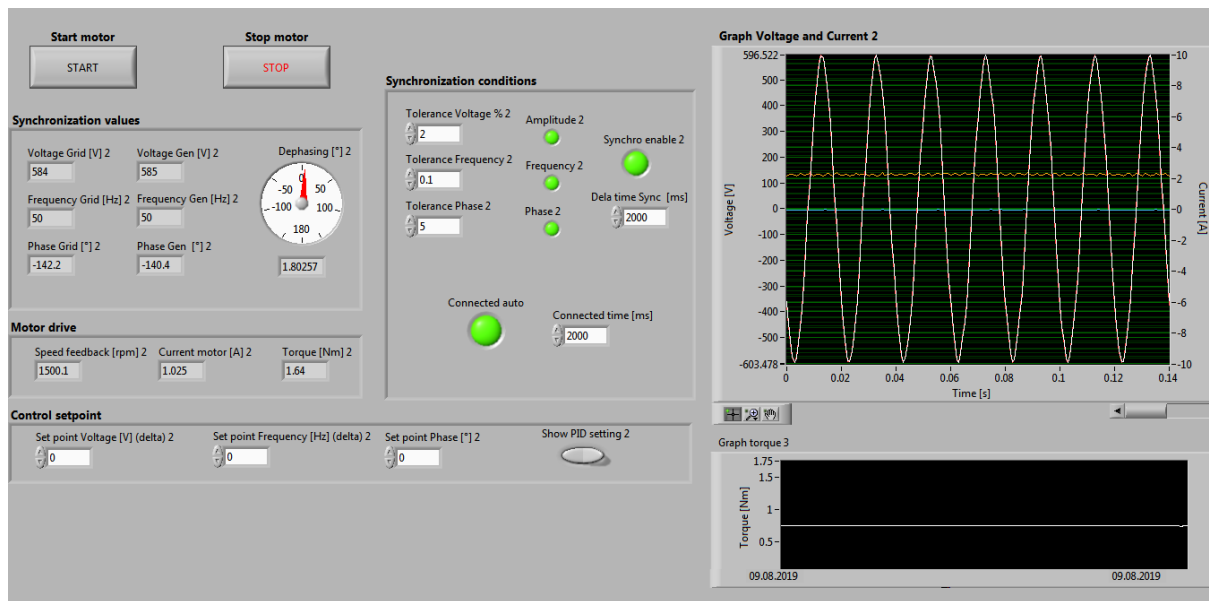 Start motor
START
Stop motor
STOP
Synchronization values
Voltage Grid [V] 2
584
Voltage Gen [V] 2
585
Frequency Grid [Hz] 2
50
Frequency Gen [Hz] 2
50
Phase Grid [°] 2
-142.2
Phase Gen [°] 2
-140.4
Dephasing [°] 2
0
-50
50
-100
100
180
1.80257
Synchronization conditions
Tolerance Voltage % 2
2
Amplitude 2
Synchro enable 2
Tolerance Frequency 2
0.1
Frequency 2
Dela time Sync [ms]
2000
Tolerance Phase 2
5
Phase 2
Connected auto
Connected time [ms]
2000
Motor drive
Speed feedback [rpm] 2
1500.1
Current motor [A] 2
1.025
Torque [Nm] 2
1.64
Control setpoint
Set point Voltage [V] (delta) 2
0
Set point Frequency [Hz] (delta) 2
0
Set point Phase [°] 2
0
Show PID setting 2
Graph Voltage and Current 2
Voltage [V]
596.522
500
400
300
200
100
0
-100
-200
-300
-400
-500
-603.478
10
8
6
4
2
0
-2
-4
-6
-8
-10
Current [A]
0
0.02
0.04
0.06
0.08
0.1
0.12
0.14
Time [s]
Graph torque 3
Torque [Nm]
1.75
1.5
1
0.5
09.08.2019
09.08.2019